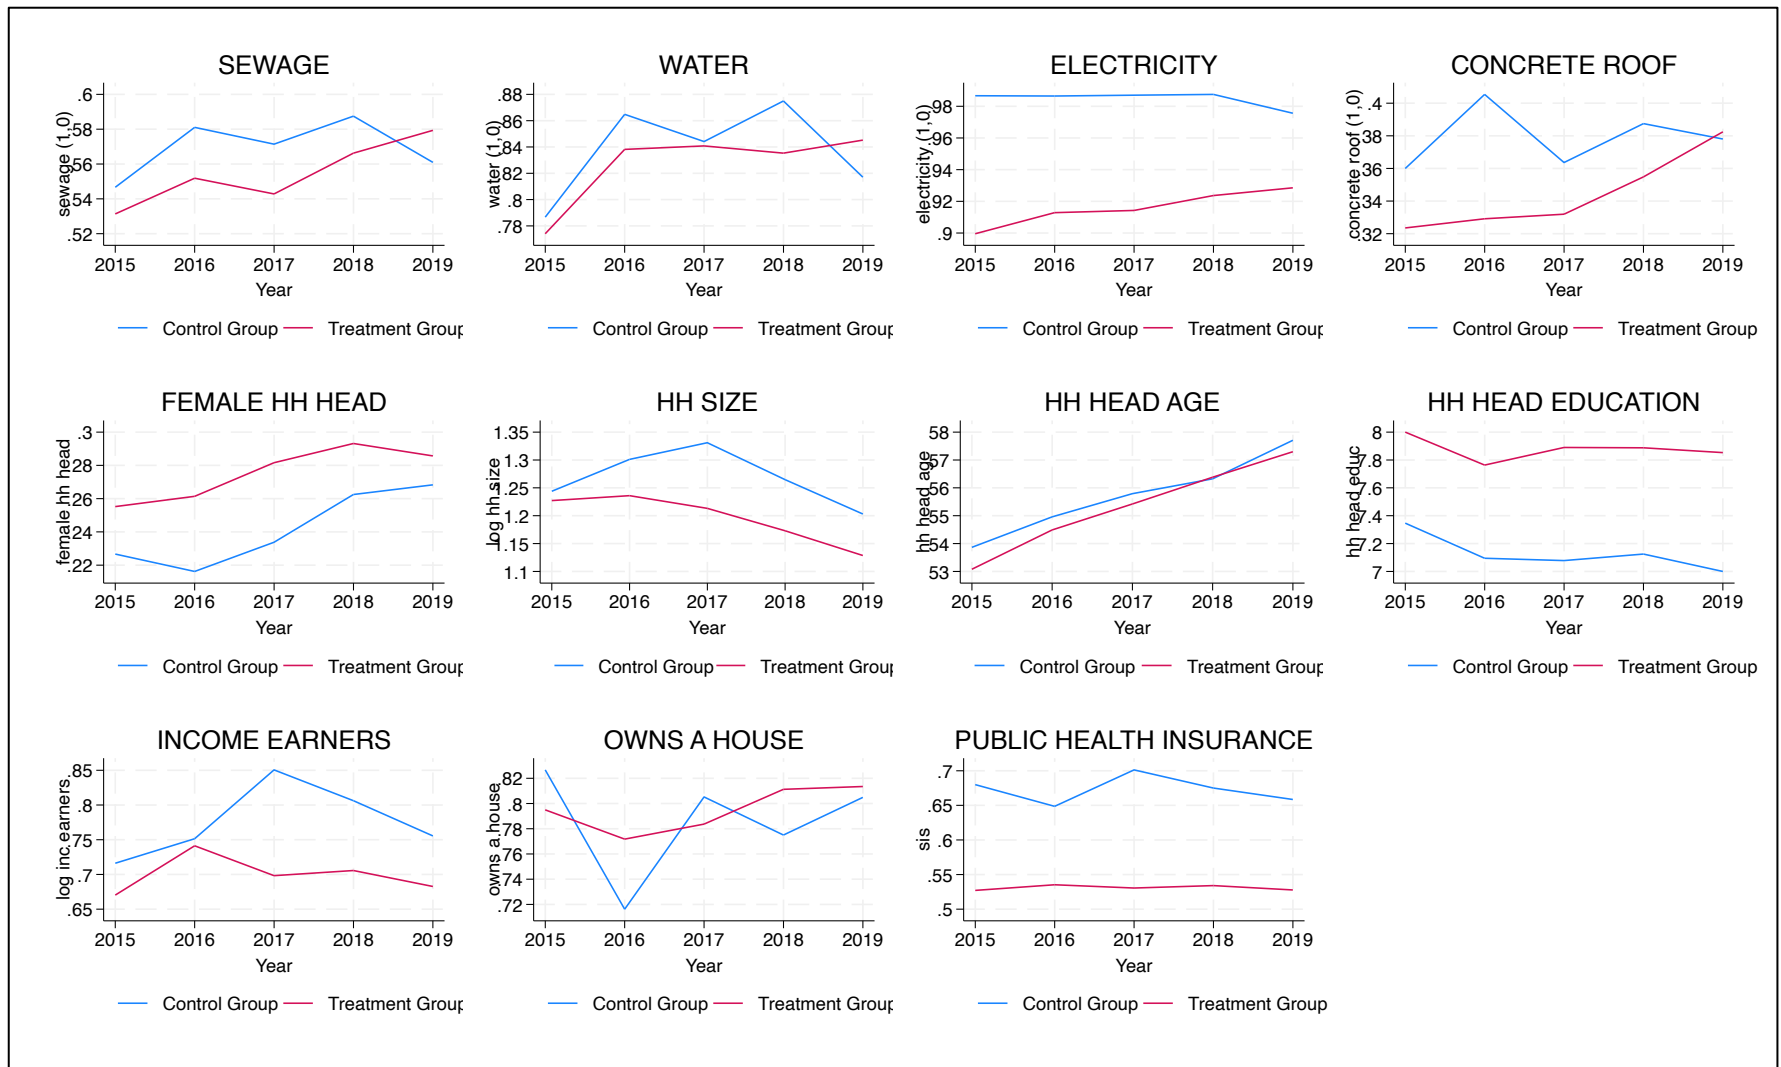 SEWAGE
sewage (1,0)
.6
.58
.56
.54
.52
2015 2016 2017 2018 2019
Year
Control Group Treatment Group
WATER
water (1,0)
.88
.86
.84
.82
.8
.78
2015 2016 2017 2018 2019
Year
Control Group Treatment Group
ELECTRICITY
electricity (1,0)
.98
.96
.94
.92
.9
2015 2016 2017 2018 2019
Year
Control Group Treatment Group
CONCRETE ROOF
concrete roof (1,0)
.4
.38
.36
.34
.32
2015 2016 2017 2018 2019
Year
Control Group Treatment Group
FEMALE HH HEAD
female hh head
.3
.28
.26
.24
.22
2015 2016 2017 2018 2019
Year
Control Group Treatment Group
HH SIZE
log hh size
1.35
1.3
1.25
1.2
1.15
1.1
2015 2016 2017 2018 2019
Year
Control Group Treatment Group
HH HEAD AGE
hh head age
58
57
56
55
54
53
2015 2016 2017 2018 2019
Year
Control Group Treatment Group
HH HEAD EDUCATION
hh head educ
8
7.8
7.6
7.4
7.2
7
2015 2016 2017 2018 2019
Year
Control Group Treatment Group
INCOME EARNERS
log inc.earners.
.85
.8
.75
.7
.65
2015 2016 2017 2018 2019
Year
Control Group Treatment Group
OWNS A HOUSE
owns a house
.82
.8
.78
.76
.74
.72
2015 2016 2017 2018 2019
Year
Control Group Treatment Group
PUBLIC HEALTH INSURANCE
sis
.7
.65
.6
.55
.5
2015 2016 2017 2018 2019
Year
Control Group Treatment Group